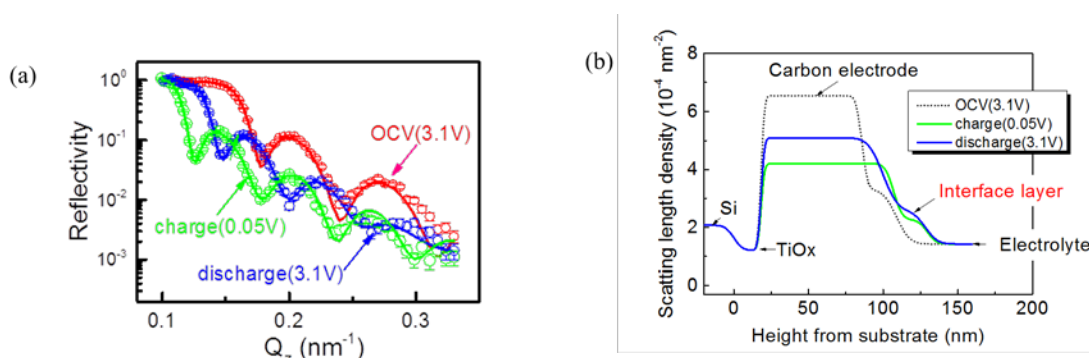 (a)
Reflectivity
10⁰
10⁻¹
10⁻²
10⁻³
OCV(3.1V)
charge(0.05V)
discharge(3.1V)
0.1 0.2 0.3
Q_z (nm⁻¹)
(b)
Scatting length density (10⁻⁴ nm⁻²)
8
6
4
2
0
Carbon electrode
OCV(3.1V)
charge(0.05V)
discharge(3.1V)
Si
TiOx
Interface layer
Electrolyte
0 50 100 150 200
Height from substrate (nm)